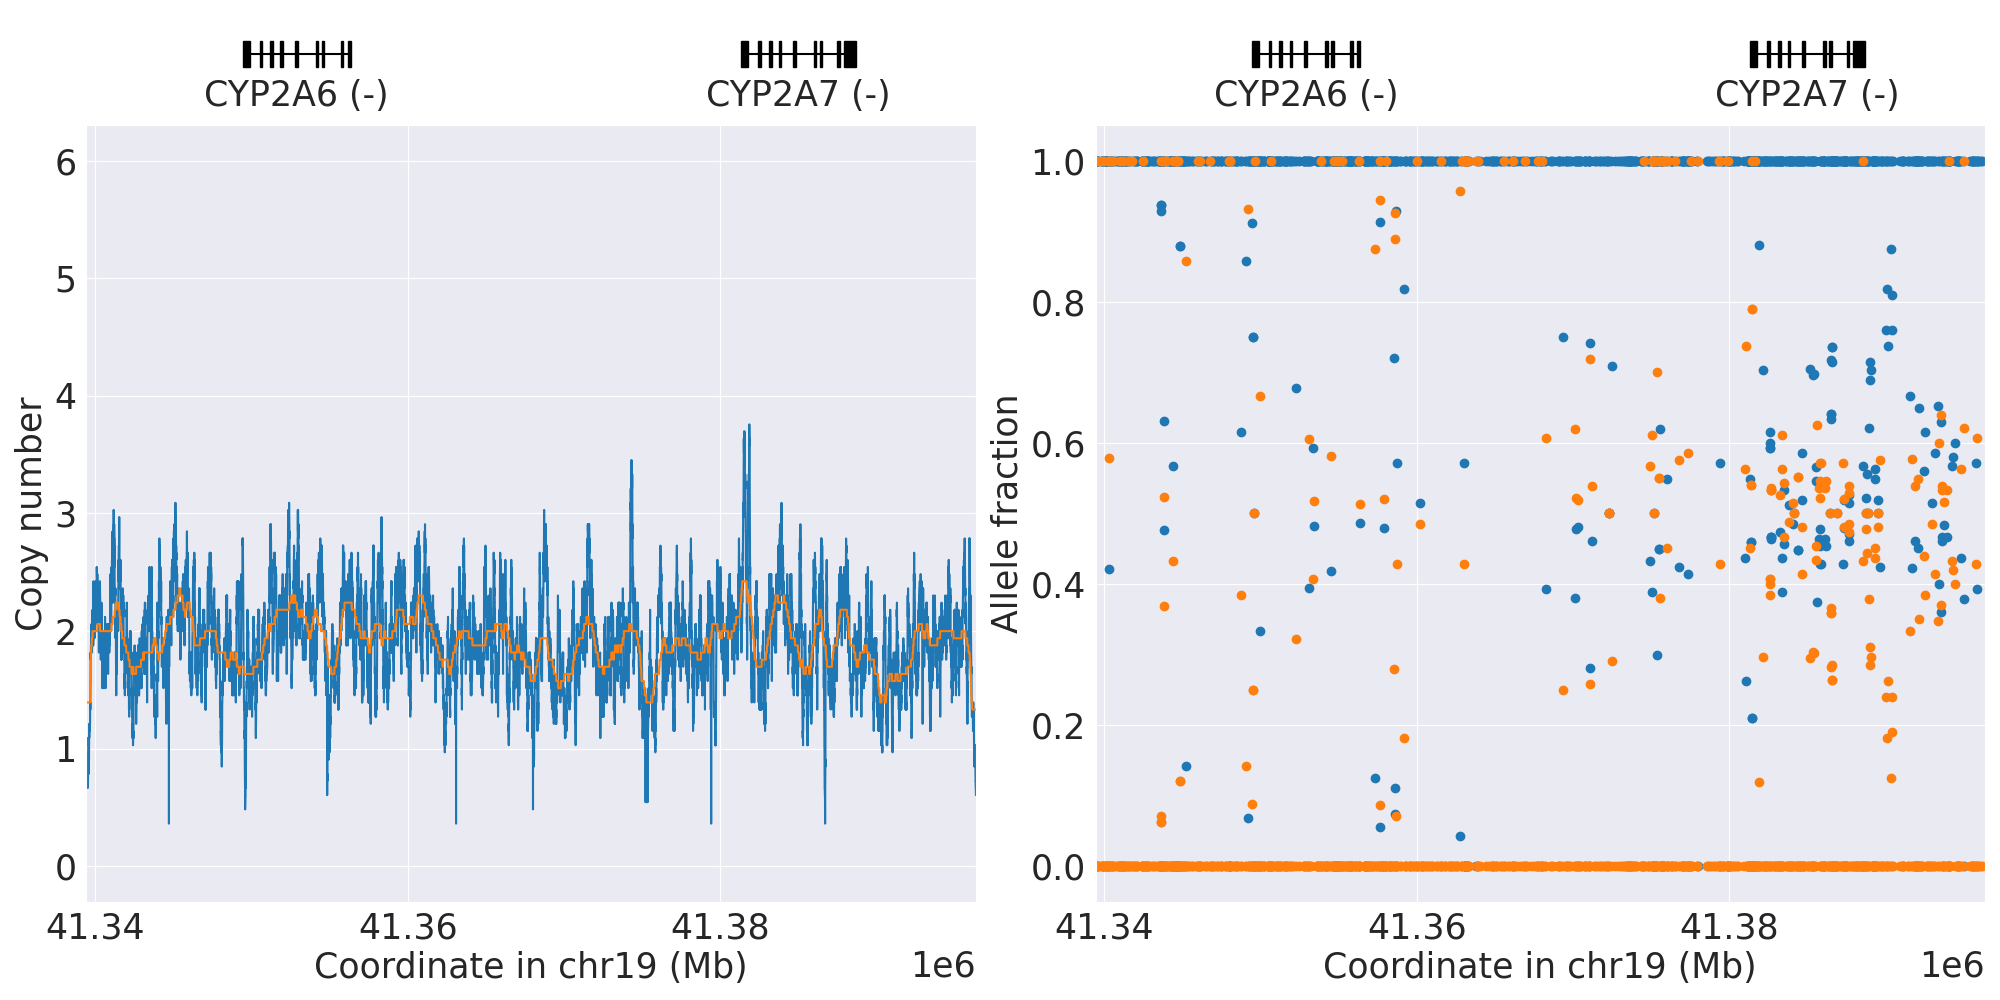 CYP2A6 (-) CYP2A7 (-)
6
5
4
3
2
1
0
Copy number
41.34 41.36 41.38
Coordinate in chr19 (Mb) 1e6
CYP2A6 (-) CYP2A7 (-)
1.0
0.8
0.6
0.4
0.2
0.0
Allele fraction
41.34 41.36 41.38
Coordinate in chr19 (Mb) 1e6